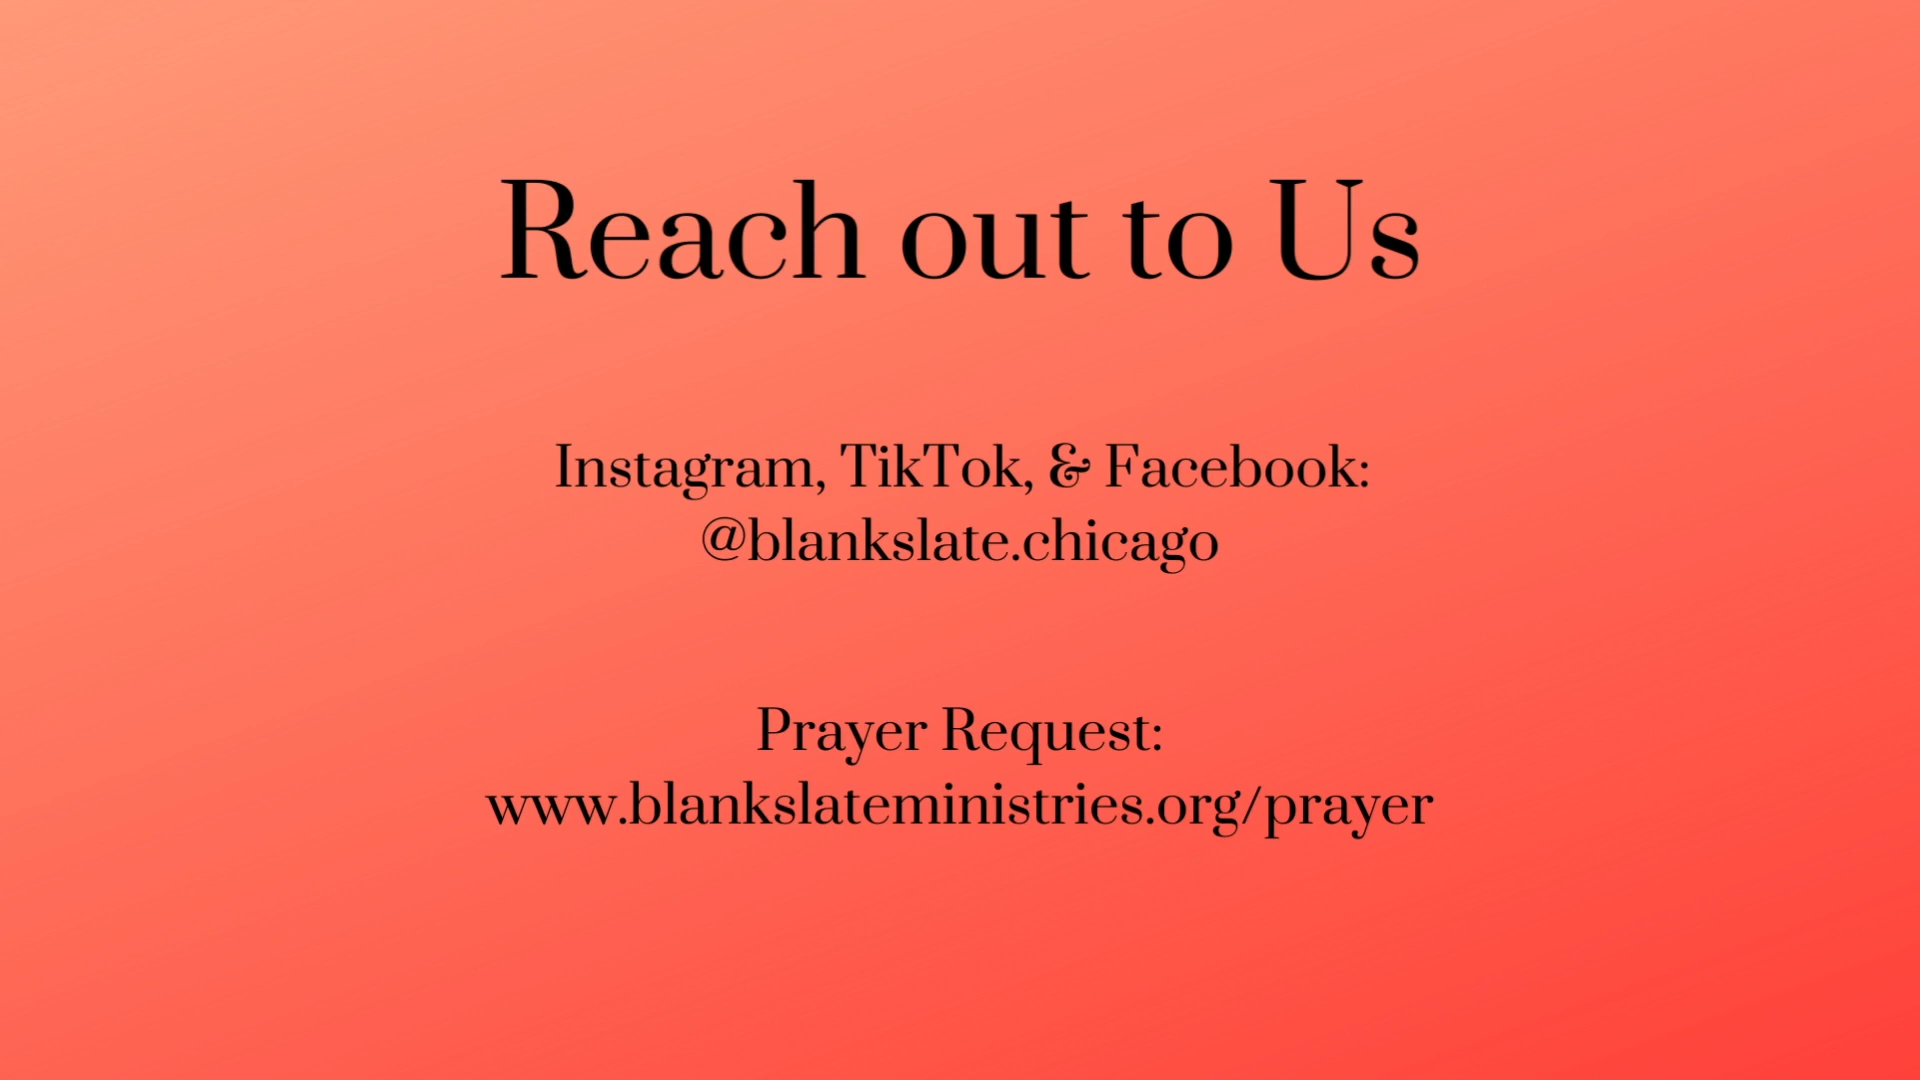 Reach out to Us
Instagram, TikTok, & Facebook:
@blankslate.chicago
Prayer Request:
www.blankslateministries.org/prayer